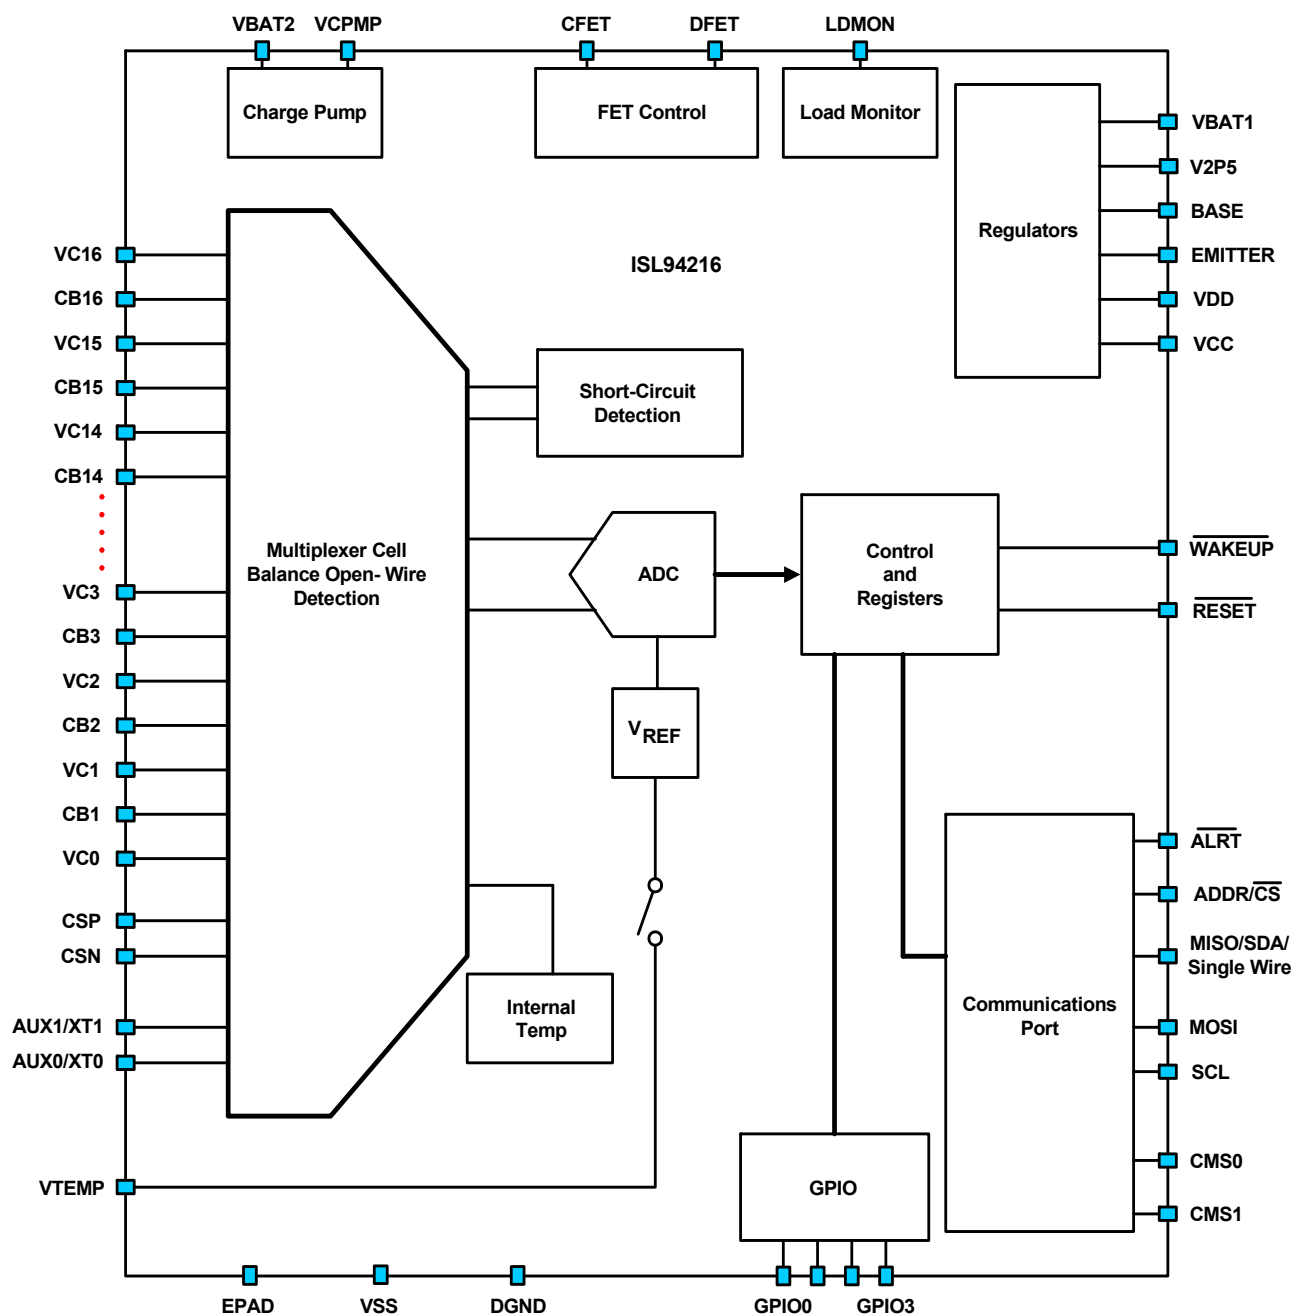 VBAT2
VCPMP
CFET
DFET
LDMON
Charge Pump
FET Control
Load Monitor
VBAT1
V2P5
Regulators
BASE
EMITTER
VDD
VCC
ISL94216
VC16
CB16
VC15
CB15
VC14
CB14
VC3
CB3
VC2
CB2
VC1
CB1
VC0
CSP
CSN
AUX1/XT1
AUX0/XT0
VTEMP
Multiplexer Cell
Balance Open- Wire
Detection
Short-Circuit
Detection
ADC
Control
and
Registers
WAKEUP
RESET
VREF
Internal
Temp
ALRT
ADDR/CS
MISO/SDA/
Single Wire
Communications
Port
MOSI
SCL
CMS0
CMS1
GPIO
EPAD
VSS
DGND
GPIO0
GPIO3